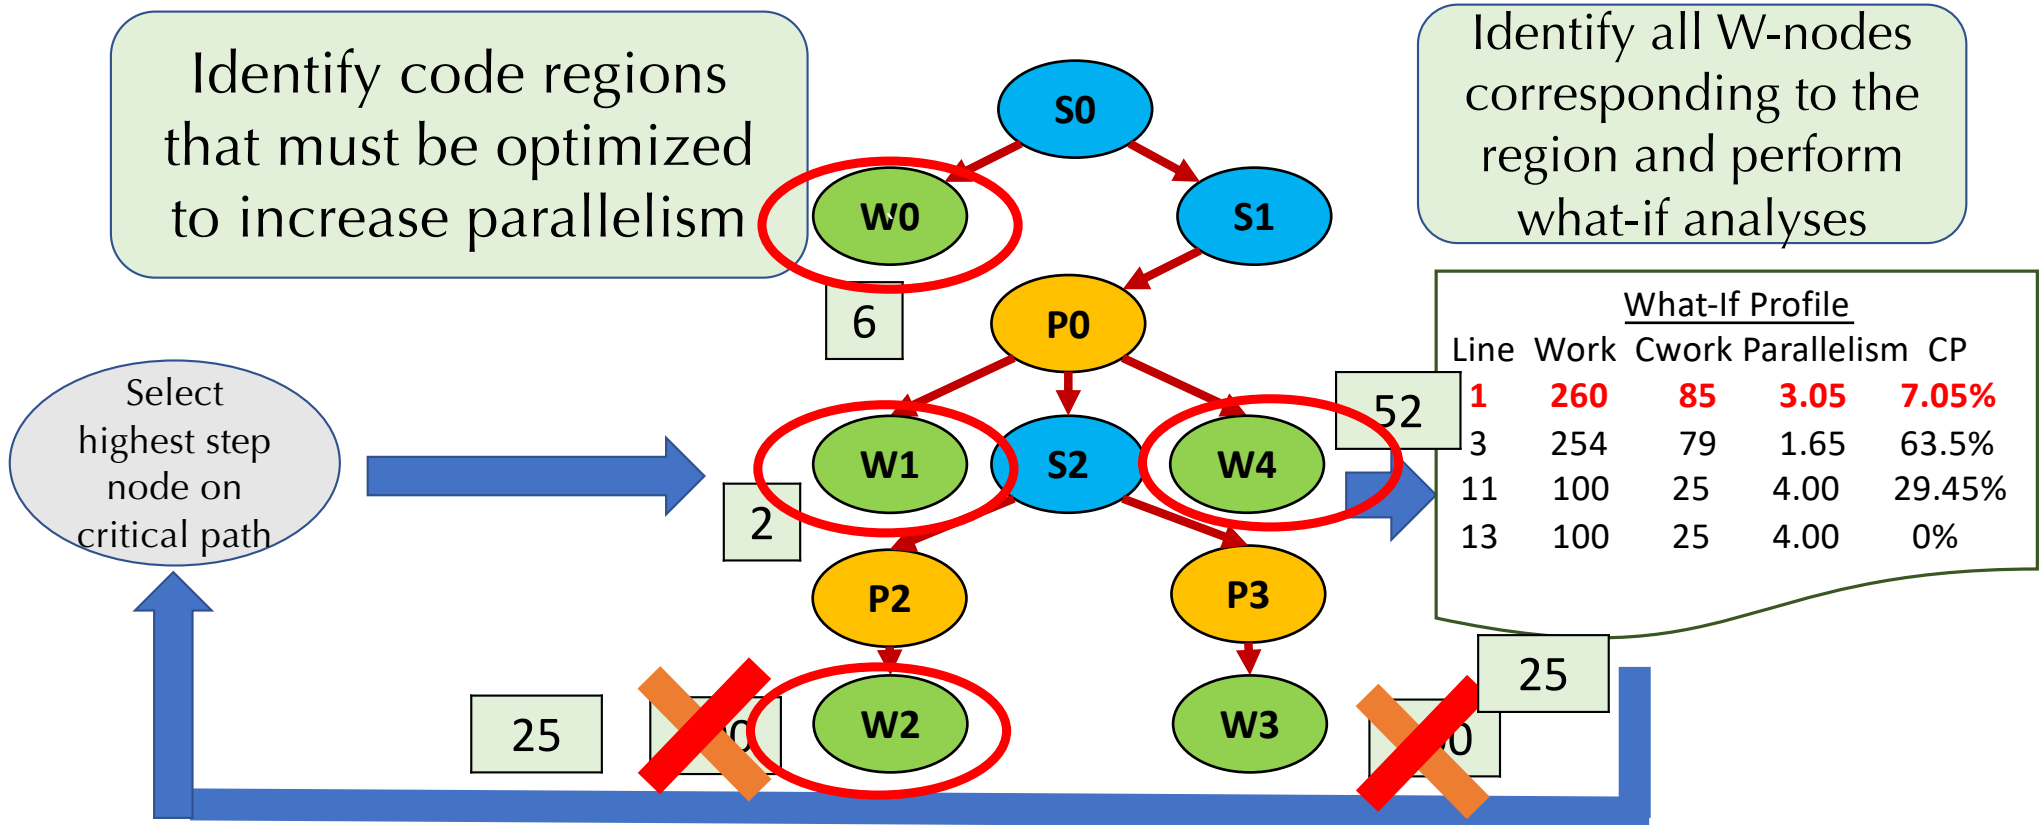 Identify code regions
that must be optimized
to increase parallelism
Identify all W-nodes
corresponding to the
region and perform
what-if analyses
S0
W0
S1
6
P0
What-If Profile
Line Work Cwork Parallelism CP
1 260 85 3.05 7.05%
3 254 79 1.65 63.5%
11 100 25 4.00 29.45%
13 100 25 4.00 0%
Select
highest step
node on
critical path
52
W1
S2
W4
2
P2
P3
25
25
W2
W3